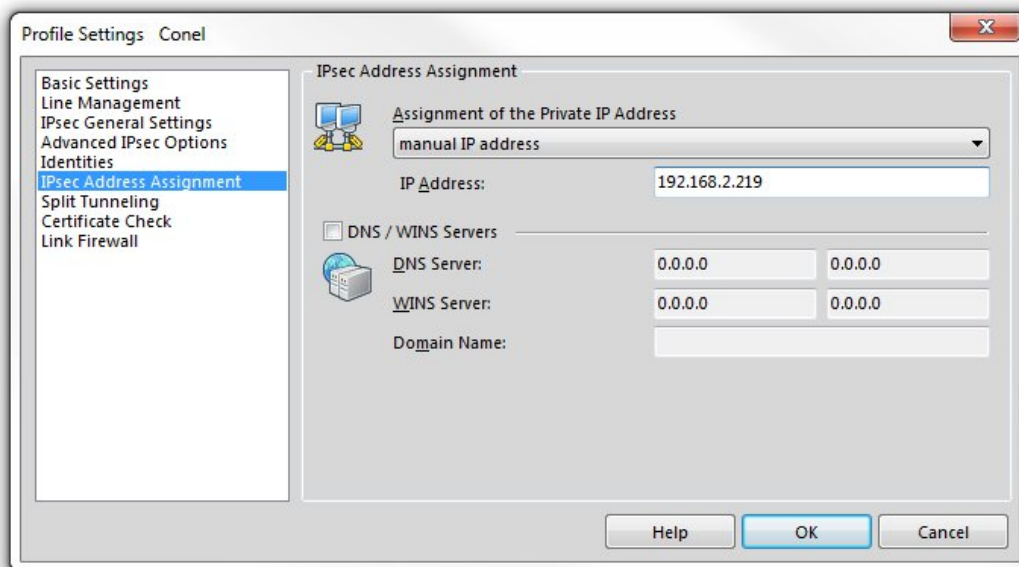 Profile Settings Conel
Basic Settings
Line Management
IPsec General Settings
Advanced IPsec Options
Identities
IPsec Address Assignment
Split Tunneling
Certificate Check
Link Firewall
IPsec Address Assignment
Assignment of the Private IP Address
manual IP address
IP Address: 192.168.2.219
DNS / WINS Servers
DNS Server: 0.0.0.0 0.0.0.0
WINS Server: 0.0.0.0 0.0.0.0
Domain Name:
Help OK Cancel